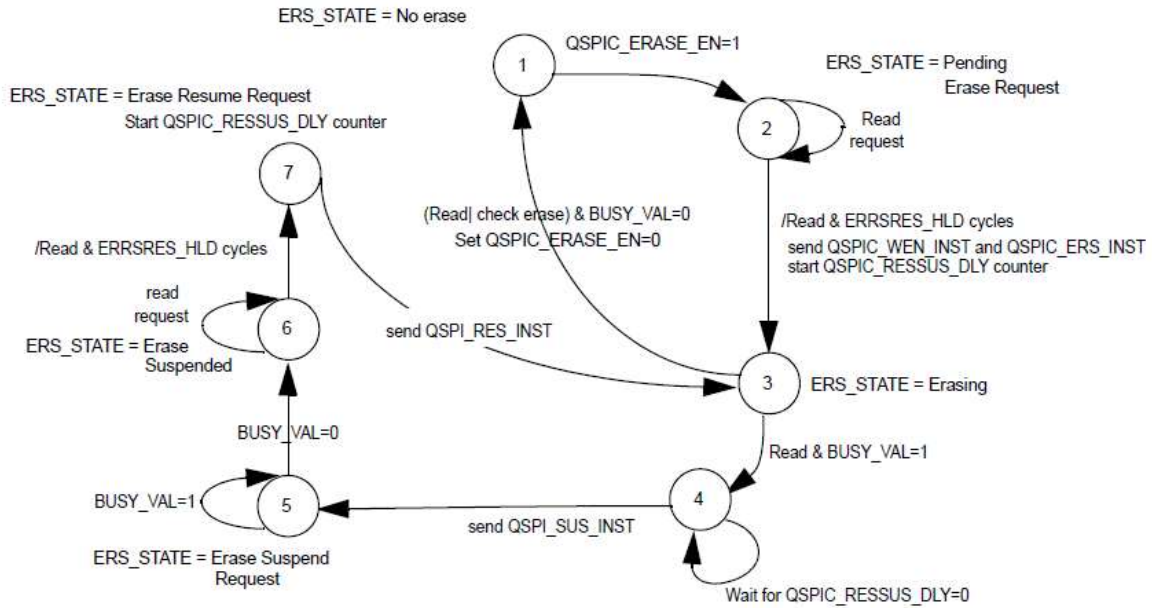 ERS_STATE = No erase
1
QSPIC_ERASE_EN=1
ERS_STATE = Pending
Erase Request
2
Read
request
ERS_STATE = Erase Resume Request
Start QSPIC_RESSUS_DLY counter
7
(Read| check erase) & BUSY_VAL=0
Set QSPIC_ERASE_EN=0
/Read & ERRSRES_HLD cycles
send QSPIC_WEN_INST and QSPIC_ERS_INST
start QSPIC_RESSUS_DLY counter
/Read & ERRSRES_HLD cycles
read
request
6
ERS_STATE = Erase
Suspended
send QSPI_RES_INST
3
ERS_STATE = Erasing
BUSY_VAL=0
Read & BUSY_VAL=1
BUSY_VAL=1
5
4
send QSPI_SUS_INST
ERS_STATE = Erase Suspend
Request
Wait for QSPIC_RESSUS_DLY=0